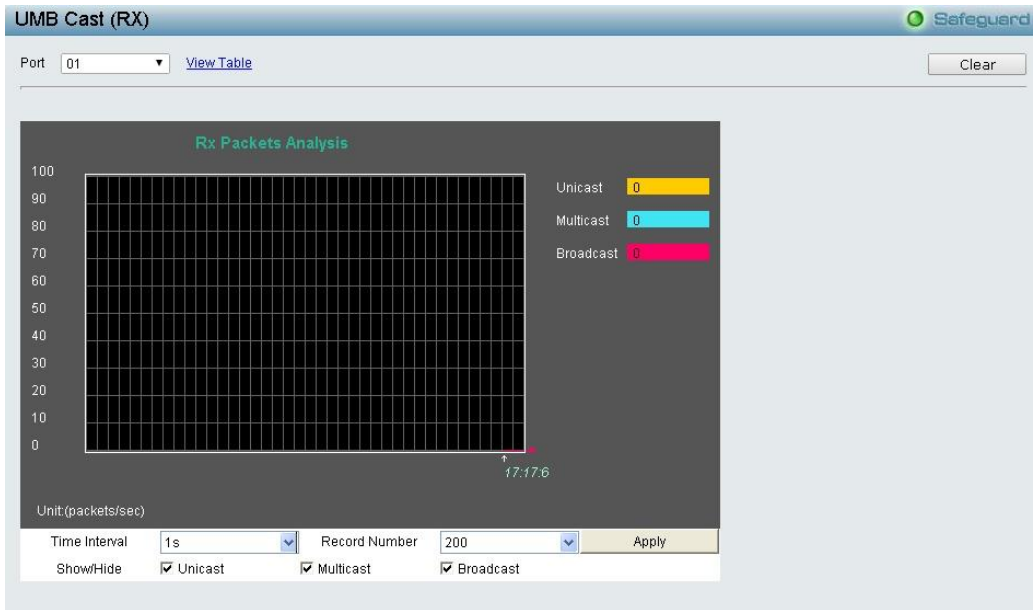 UMB Cast (RX)
Safeguard
Port 01 View Table
Clear
Rx Packets Analysis
100
90
80
70
60
50
40
30
20
10
0
Unicast 0
Multicast 0
Broadcast 0
17:17:6
Unit:(packets/sec)
Time Interval 1s Record Number 200 Apply
Show/Hide Unicast Multicast Broadcast